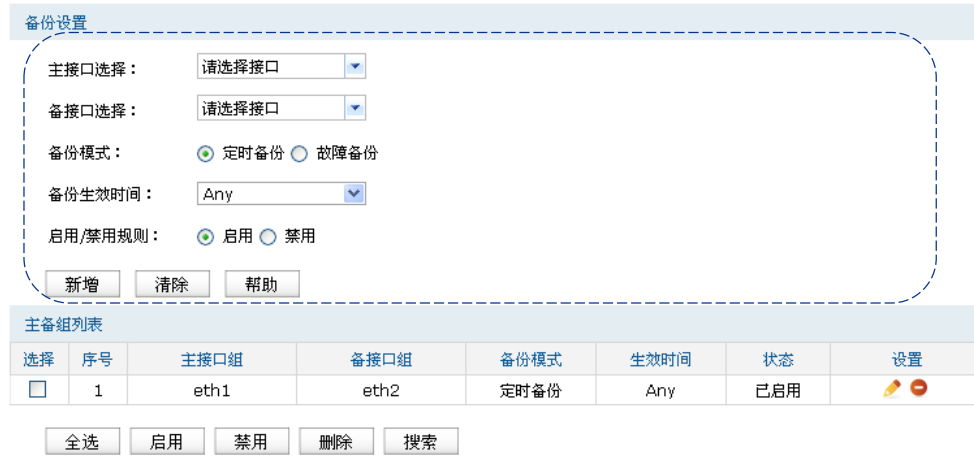 备份设置
主接口选择： 请选择接口
备接口选择： 请选择接口
备份模式： 定时备份 故障备份
备份生效时间： Any
启用/禁用规则： 启用 禁用
新增 清除 帮助
主备组列表
选择 序号 主接口组 备接口组 备份模式 生效时间 状态 设置
1 eth1 eth2 定时备份 Any 已启用
全选 启用 禁用 删除 搜索